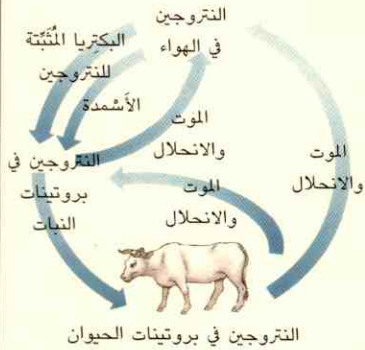 النتروجين
في الهواء
البكتريا المُثَبِّتة
للنتروجين
الأَسْمدة
الموت
والانحلال
الموت
والانحلال
النتروجين في
بروتينات
النبات
الموت
والانحلال
النتروجين في بروتينات الحيوان